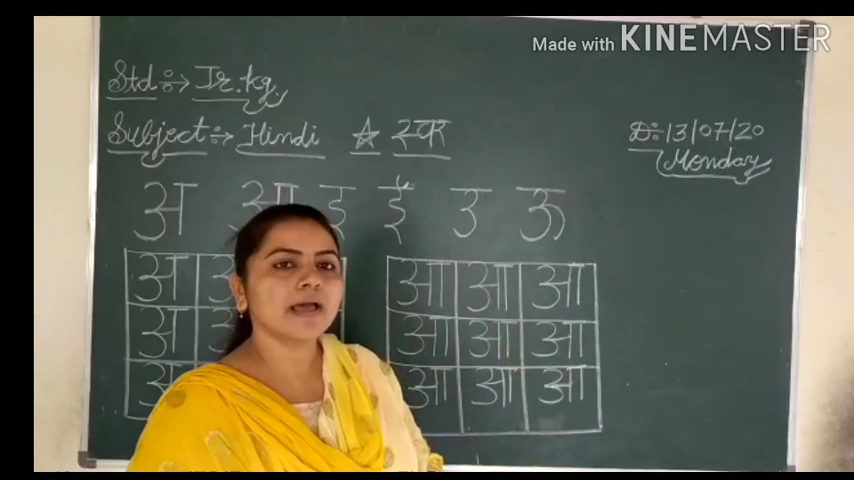 Made with KINEMASTER
Std :-> Jr.kg.
Subject :-> Hindi ☆ स्वर
D:-13/07/20
Monday
अ आ इ ई उ ऊ
अ
आ आ आ
अ
आ आ आ
अ
आ आ आ